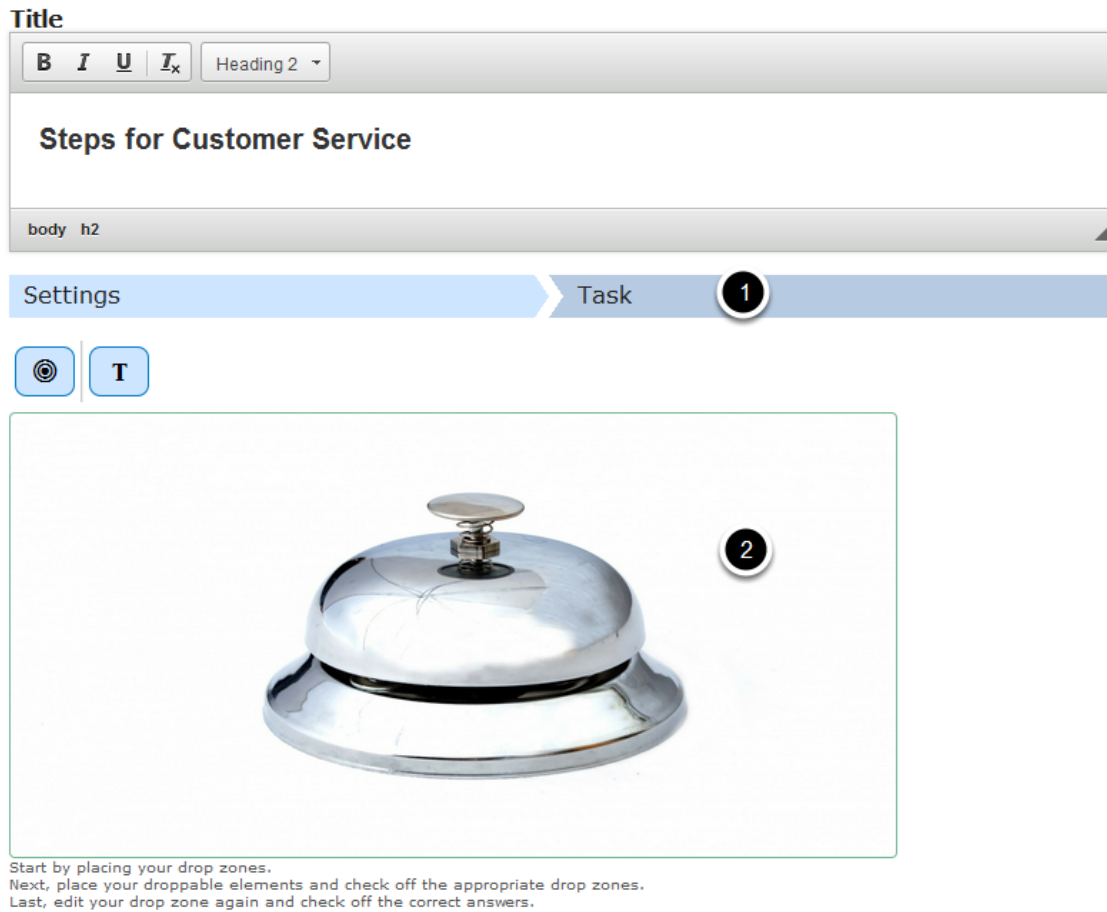 Title
B I U Tx Heading 2
Steps for Customer Service
body h2
Settings Task 1
T
2
Start by placing your drop zones.
Next, place your droppable elements and check off the appropriate drop zones.
Last, edit your drop zone again and check off the correct answers.